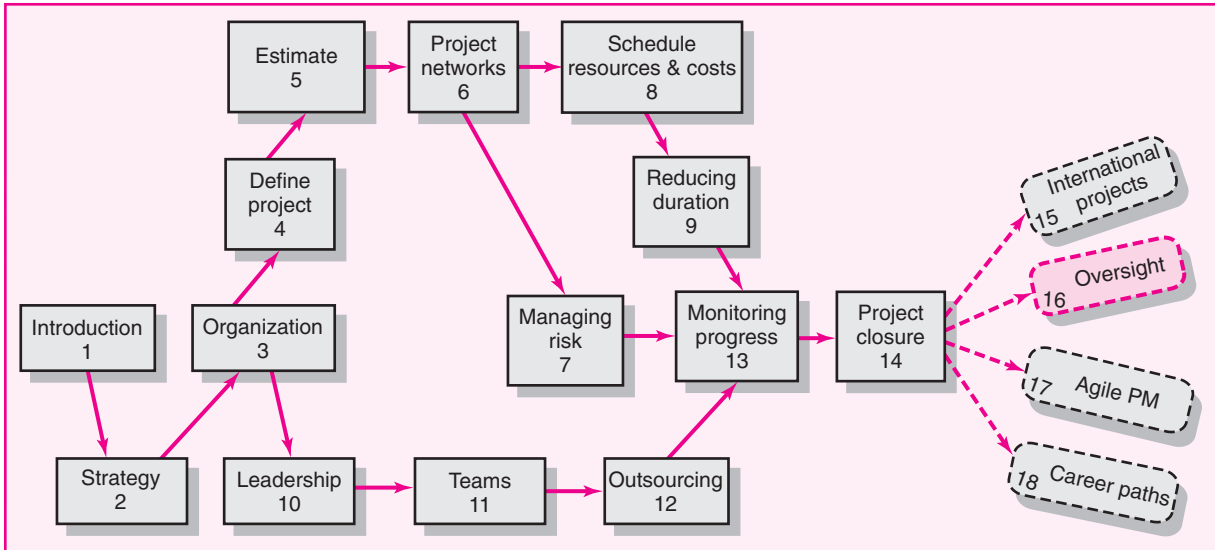 Estimate
5
Project
networks
6
Schedule
resources & costs
8
Define
project
4
Reducing
duration
9
International
projects
15
Oversight
16
Introduction
1
Organization
3
Managing
risk
7
Monitoring
progress
13
Project
closure
14
Agile PM
17
Strategy
2
Leadership
10
Teams
11
Outsourcing
12
Career paths
18